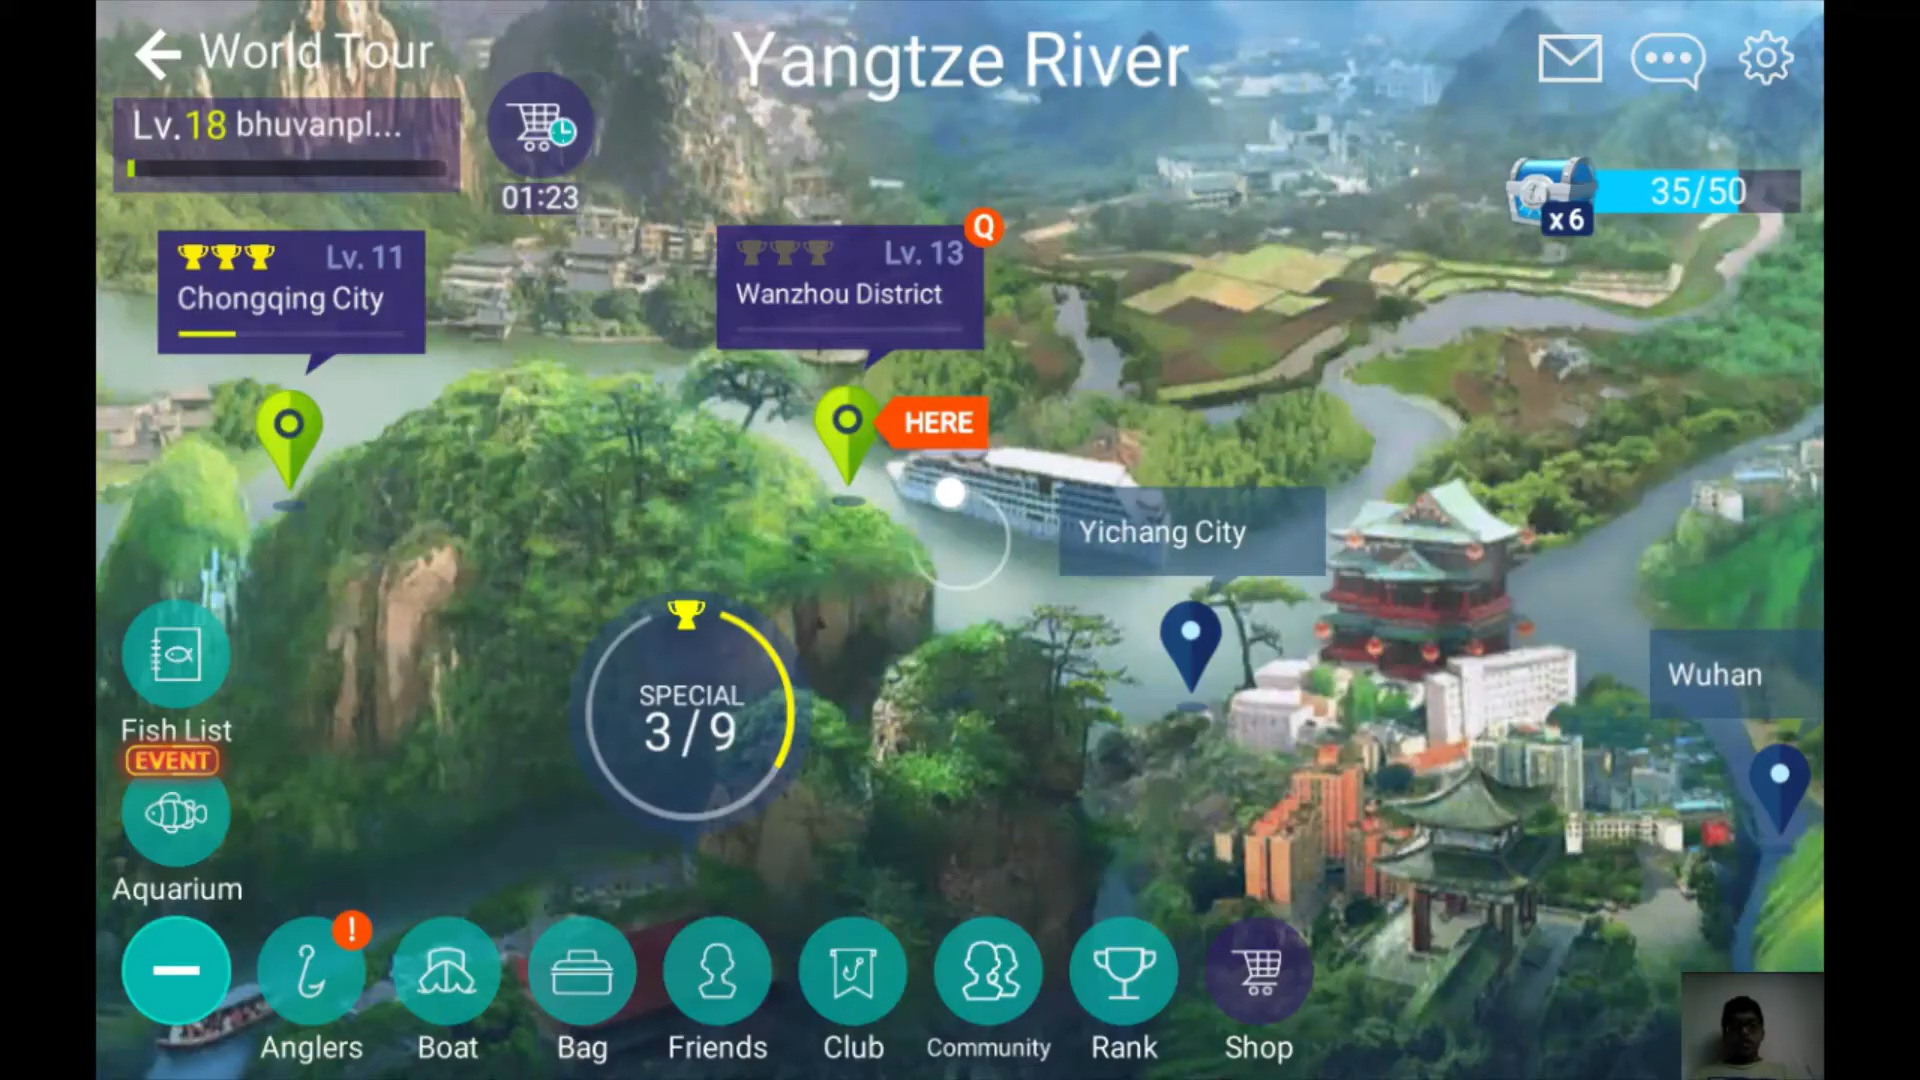 World Tour
Yangtze River
Lv.18 bhuvanpl...
01:23
35/50
x6
Lv. 11
Chongqing City
Lv. 13
Q
Wanzhou District
HERE
Yichang City
Wuhan
SPECIAL
3/9
Fish List
EVENT
Aquarium
!
Anglers
Boat
Bag
Friends
Club
Community
Rank
Shop